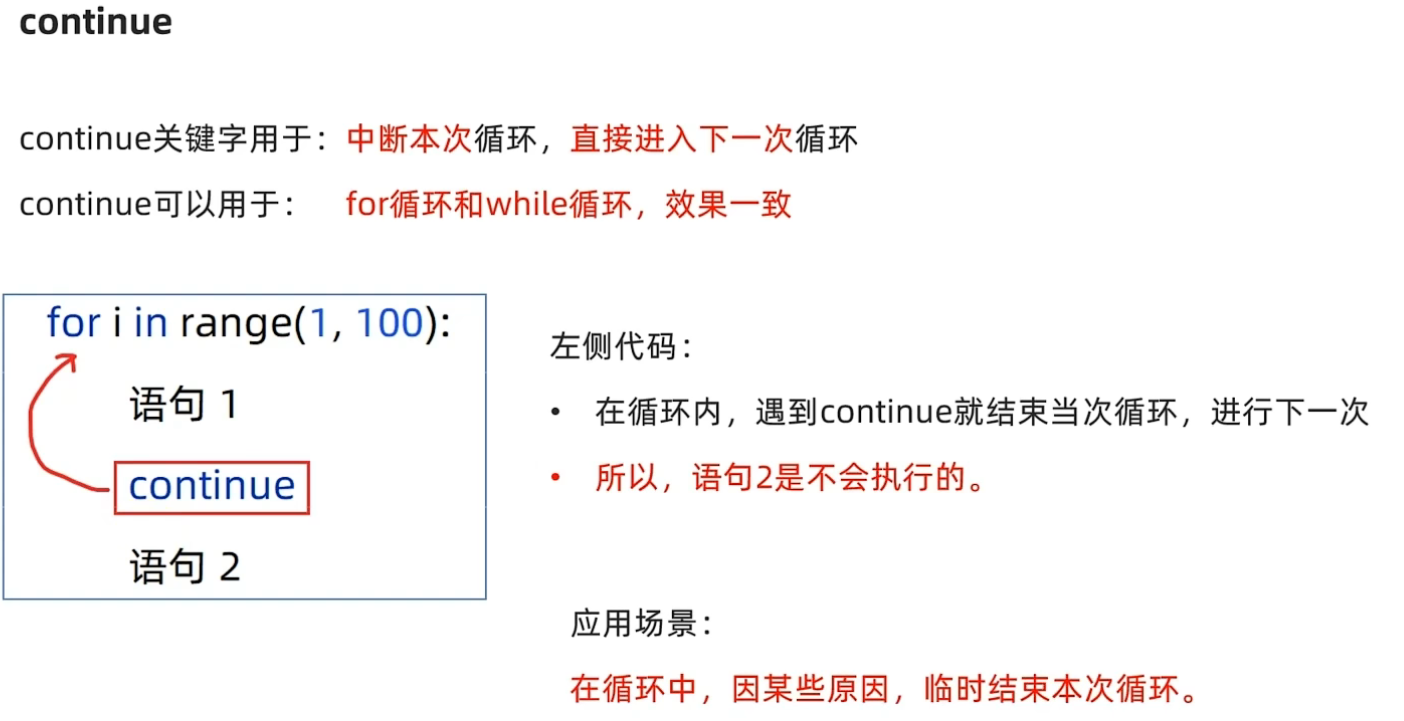 continue
continue关键字用于：中断本次循环，直接进入下一次循环
continue可以用于： for循环和while循环，效果一致
for i in range(1, 100):
语句 1
continue
语句 2
左侧代码：
• 在循环内，遇到continue就结束当次循环，进行下一次
• 所以，语句2是不会执行的。
应用场景：
在循环中，因某些原因，临时结束本次循环。